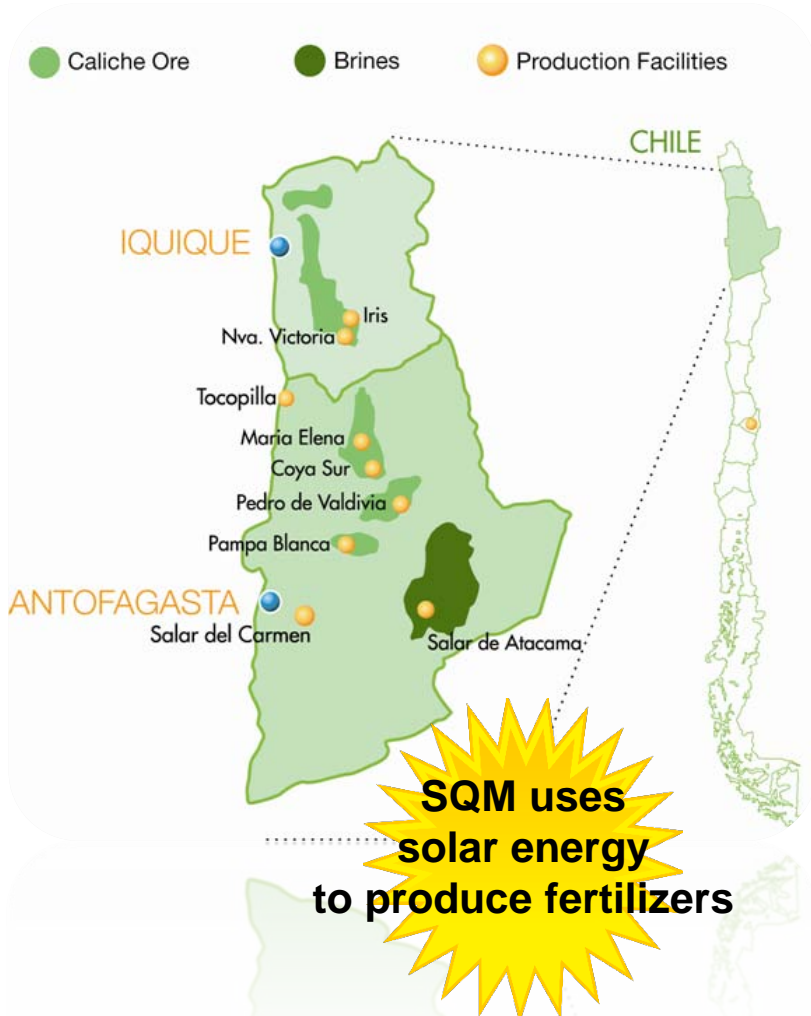 Caliche Ore
Brines
Production Facilities
CHILE
IQUIQUE
Iris
Nva. Victoria
Tocopilla
Maria Elena
Coya Sur
Pedro de Valdivia
Pampa Blanca
ANTOFAGASTA
Salar del Carmen
Salar de Atacama
SQM uses
solar energy
to produce fertilizers